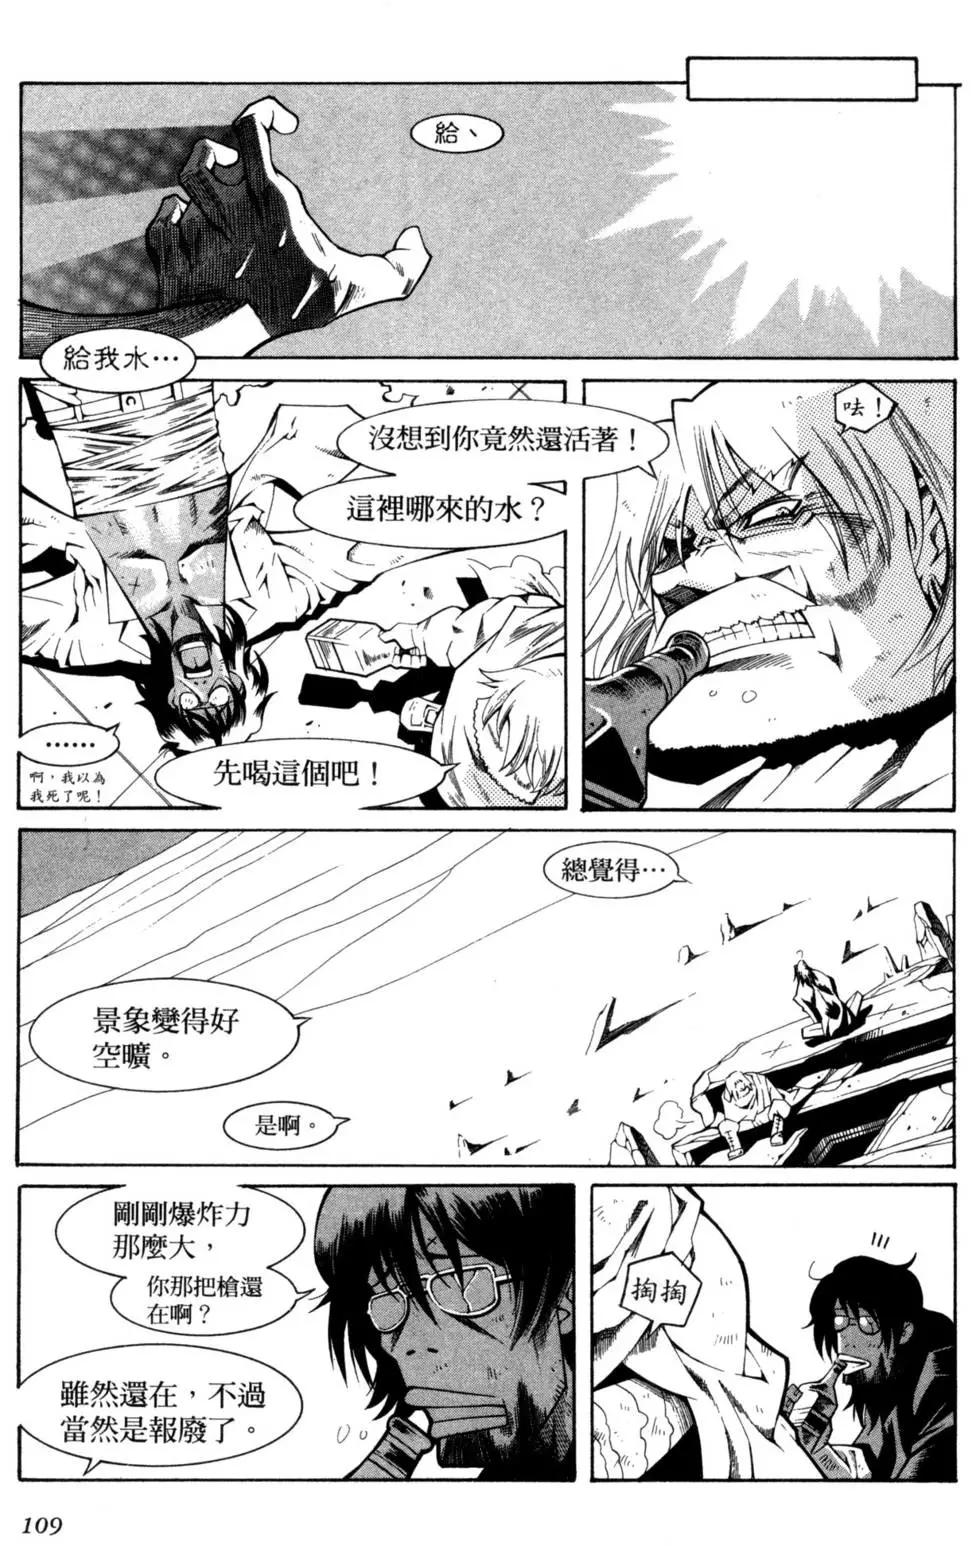 給、
給我水⋯
沒想到你竟然還活著！
這裡哪來的水？
⋯⋯
啊，我以為
我死了呢！
先喝這個吧！
呿！
總覺得⋯
景象變得好
空曠。
是啊。
剛剛爆炸力
那麼大，
你那把槍還
在啊？
雖然還在，不過
當然是報廢了。
掏掏
109